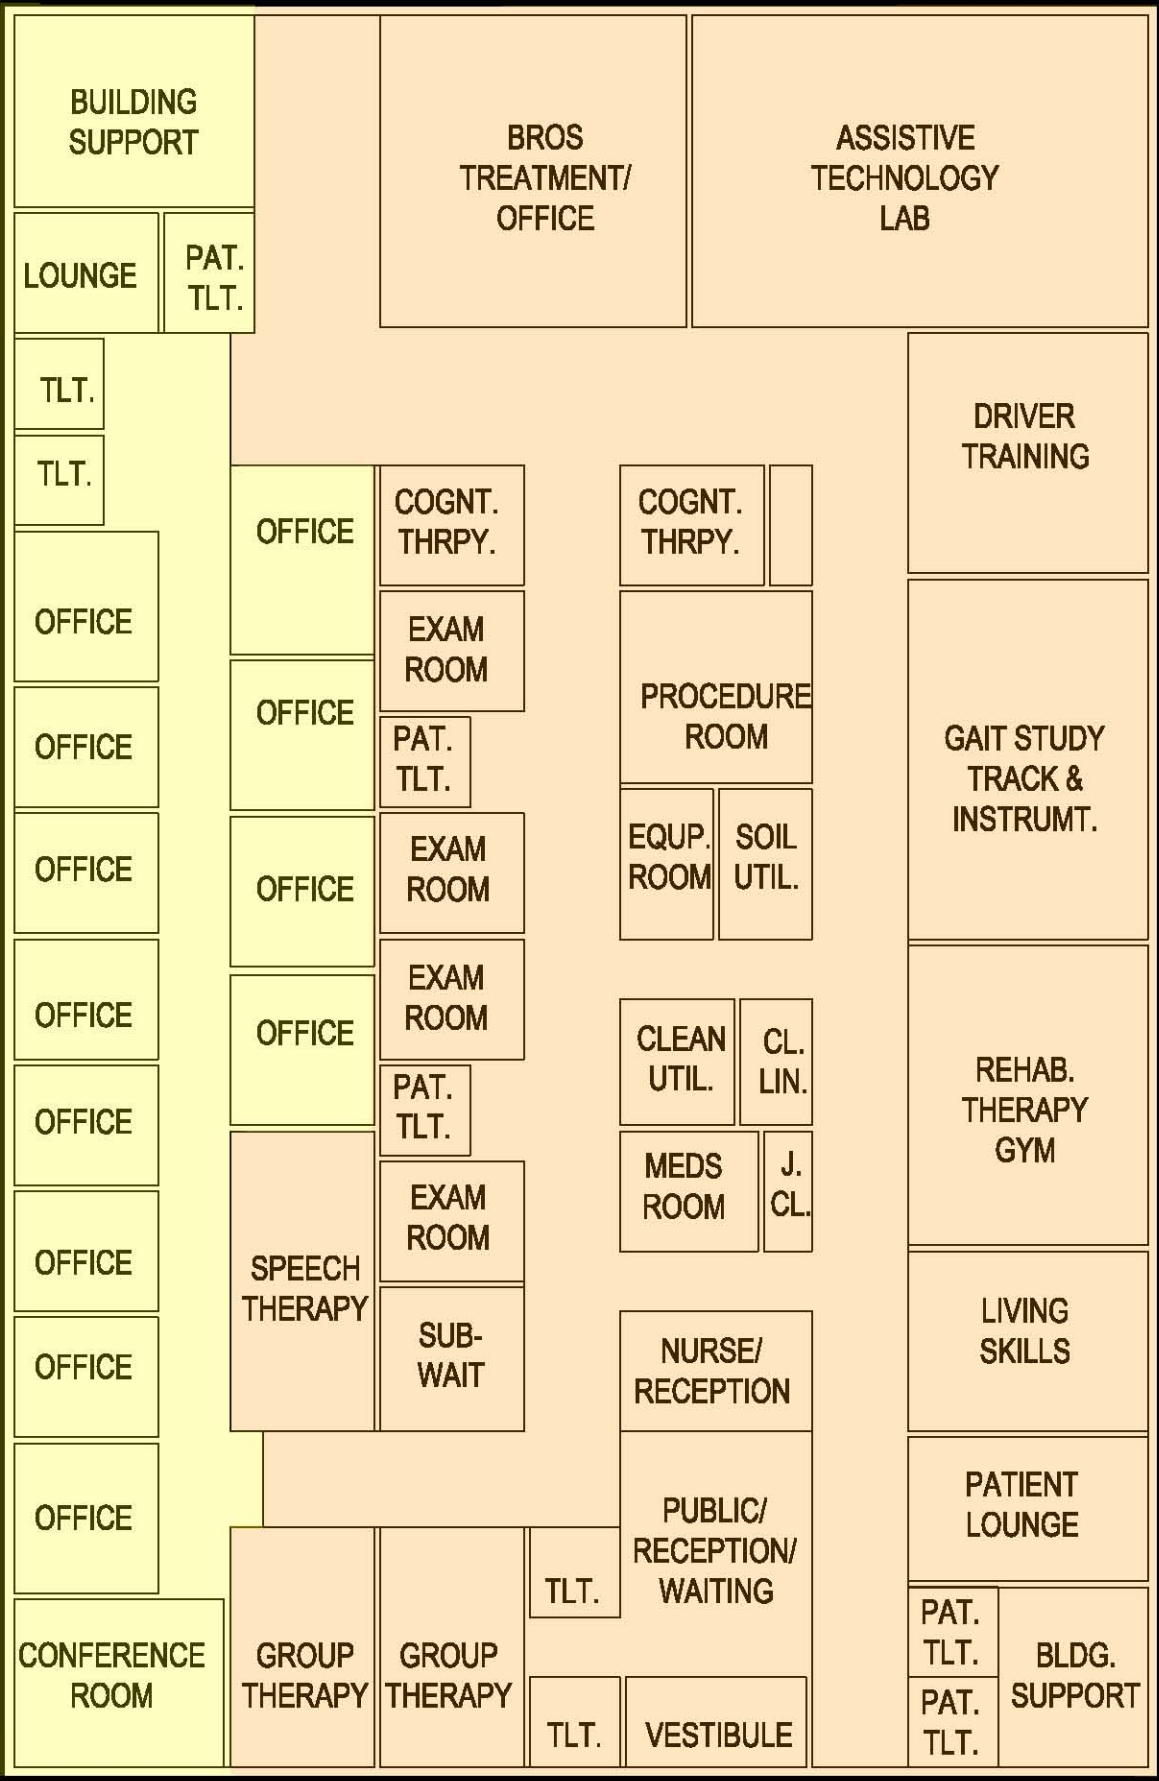 BUILDING
SUPPORT
BROS
TREATMENT/
OFFICE
ASSISTIVE
TECHNOLOGY
LAB
LOUNGE
PAT.
TLT.
TLT.
TLT.
DRIVER
TRAINING
OFFICE
COGNT.
THRPY.
COGNT.
THRPY.
OFFICE
EXAM
ROOM
PROCEDURE
ROOM
GAIT STUDY
TRACK &
INSTRUMT.
OFFICE
OFFICE
PAT.
TLT.
OFFICE
OFFICE
EXAM
ROOM
EQUP.
ROOM
SOIL
UTIL.
OFFICE
OFFICE
EXAM
ROOM
CLEAN
UTIL.
CL.
LIN.
REHAB.
THERAPY
GYM
OFFICE
PAT.
TLT.
MEDS
ROOM
J.
CL.
OFFICE
SPEECH
THERAPY
EXAM
ROOM
LIVING
SKILLS
OFFICE
SUB-
WAIT
NURSE/
RECEPTION
OFFICE
PUBLIC/
RECEPTION/
WAITING
PATIENT
LOUNGE
CONFERENCE
ROOM
GROUP
THERAPY
GROUP
THERAPY
TLT.
TLT.
VESTIBULE
PAT.
TLT.
PAT.
TLT.
BLDG.
SUPPORT